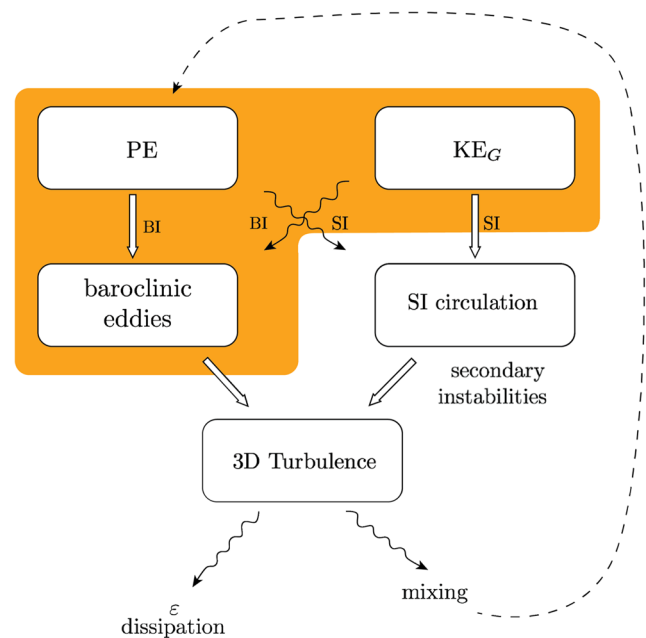 PE
KE_G
BI
BI
SI
SI
baroclinic
eddies
SI circulation
secondary
instabilities
3D Turbulence
mixing
ε
dissipation